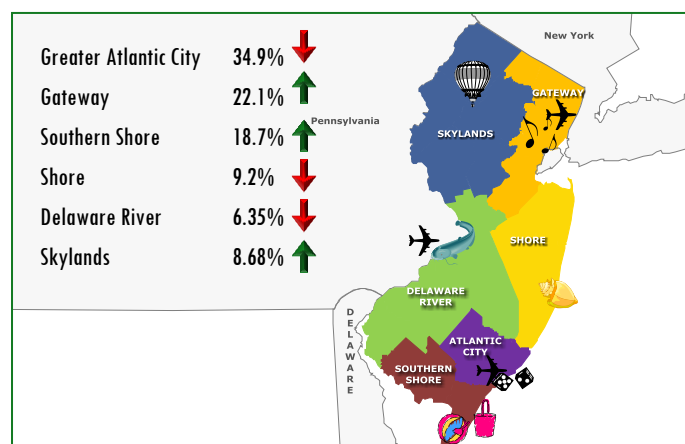 Greater Atlantic City 34.9%
Gateway 22.1%
Southern Shore 18.7%
Shore 9.2%
Delaware River 6.35%
Skylands 8.68%
New York
Pennsylvania
GATEWAY
SKYLANDS
SHORE
DELAWARE
RIVER
ATLANTIC
CITY
SOUTHERN
SHORE
DELAWARE